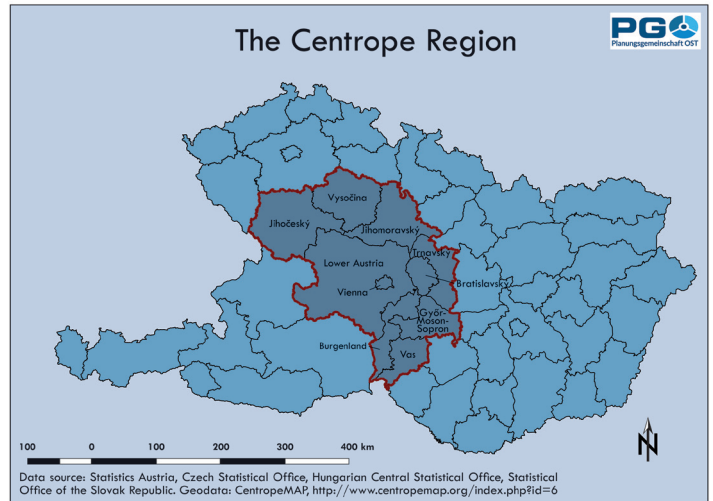 The Centrope Region
PGO
Planungsgemeinschaft OST
Vysočina
Jihočeský
Jihomoravský
Trnavský
Lower Austria
Bratislavský
Vienna
Györ-
Moson-
Sopron
Burgenland
Vas
N
100 0 100 200 300 400 km
Data source: Statistics Austria, Czech Statistical Office, Hungarian Central Statistical Office, Statistical
Office of the Slovak Republic. Geodata: CentropeMAP, http://www.centropemap.org/index.php?id=6